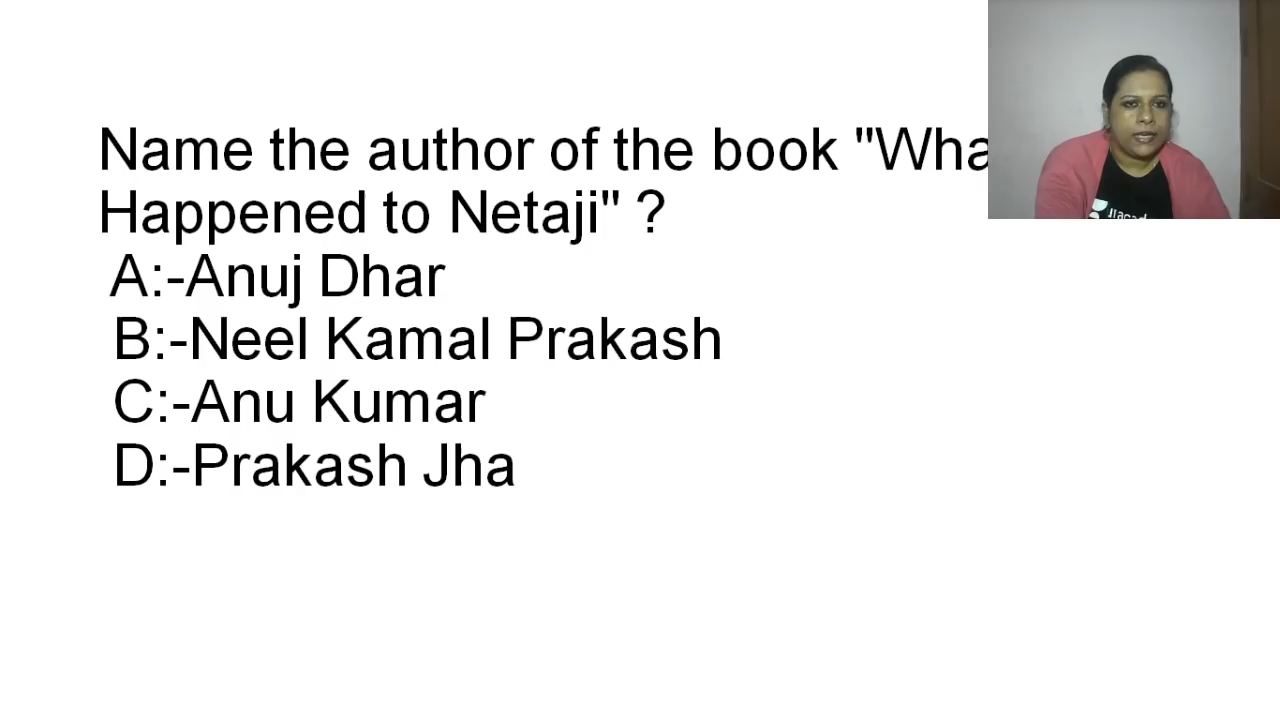 Name the author of the book "Wha
Happened to Netaji" ?
A:-Anuj Dhar
B:-Neel Kamal Prakash
C:-Anu Kumar
D:-Prakash Jha